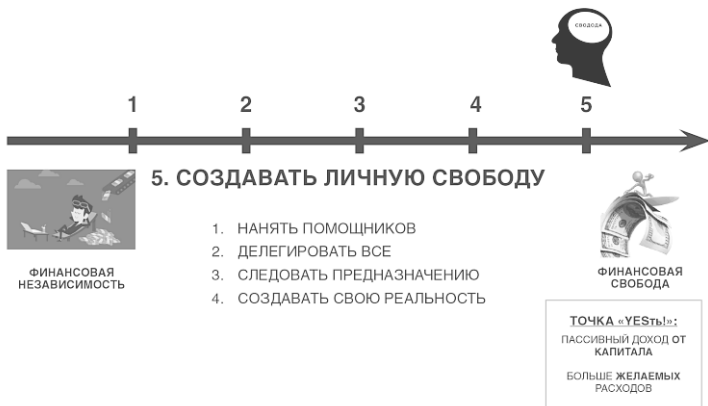 СВОБОДА
1 2 3 4 5
5. СОЗДАВАТЬ ЛИЧНУЮ СВОБОДУ
1. НАНЯТЬ ПОМОЩНИКОВ
2. ДЕЛЕГИРОВАТЬ ВСЕ
3. СЛЕДОВАТЬ ПРЕДНАЗНАЧЕНИЮ
4. СОЗДАВАТЬ СВОЮ РЕАЛЬНОСТЬ
ФИНАНСОВАЯ
НЕЗАВИСИМОСТЬ
ФИНАНСОВАЯ
СВОБОДА
ТОЧКА «YESть!»:
ПАССИВНЫЙ ДОХОД ОТ
КАПИТАЛА
БОЛЬШЕ ЖЕЛАЕМЫХ
РАСХОДОВ